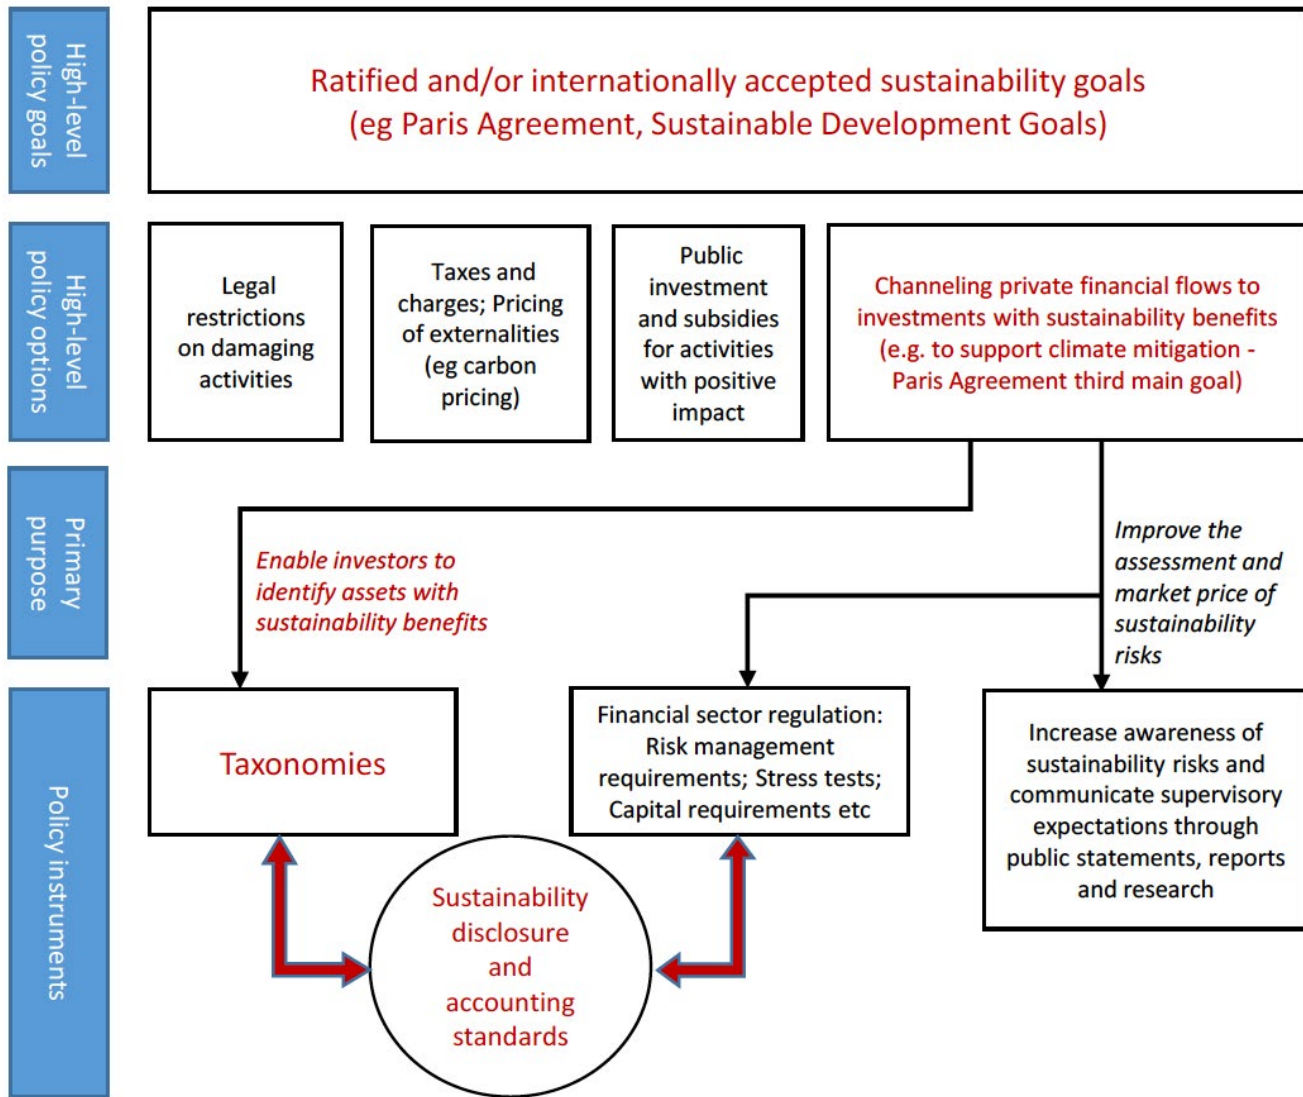 High-level
policy goals
Ratified and/or internationally accepted sustainability goals
(eg Paris Agreement, Sustainable Development Goals)
High-level
policy options
Legal
restrictions
on damaging
activities
Taxes and
charges; Pricing
of externalities
(eg carbon
pricing)
Public
investment
and subsidies
for activities
with positive
impact
Channeling private financial flows to
investments with sustainability benefits
(e.g. to support climate mitigation -
Paris Agreement third main goal)
Primary
purpose
Enable investors to
identify assets with
sustainability benefits
Improve the
assessment and
market price of
sustainability
risks
Policy instruments
Taxonomies
Financial sector regulation:
Risk management
requirements; Stress tests;
Capital requirements etc
Increase awareness of
sustainability risks and
communicate supervisory
expectations through
public statements, reports
and research
Sustainability
disclosure
and
accounting
standards